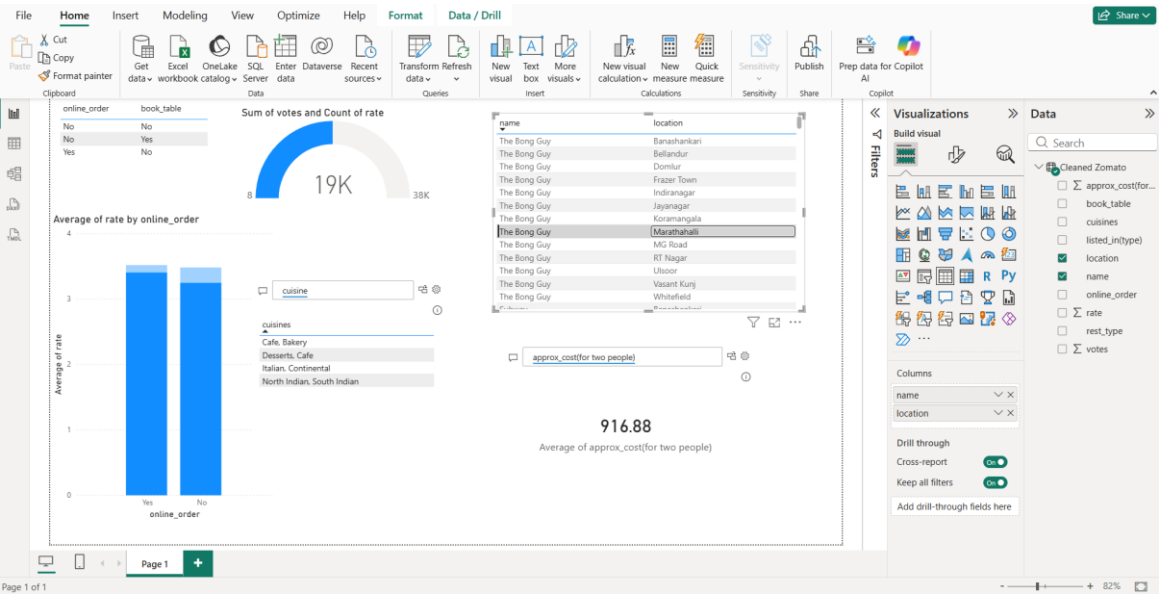 File Home Insert Modeling View Optimize Help Format Data / Drill Share
Paste
Cut
Copy
Format painter
Clipboard
Get data
Excel workbook
OneLake catalog
SQL Server
Enter data
Dataverse
Recent sources
Data
Transform data
Refresh
Queries
New visual
Text box
More visuals
Insert
New visual calculation
New measure
Quick measure
Calculations
Sensitivity
Sensitivity
Publish
Share
Prep data for AI
Copilot
Copilot
online_order book_table
No No
No Yes
Yes No
Sum of votes and Count of rate
19K
8 38K
name location
The Bong Guy Banashankari
The Bong Guy Bellandur
The Bong Guy Domlur
The Bong Guy Frazer Town
The Bong Guy Indiranagar
The Bong Guy Jayanagar
The Bong Guy Koramangala
The Bong Guy Marathahalli
The Bong Guy MG Road
The Bong Guy RT Nagar
The Bong Guy Ulsoor
The Bong Guy Vasant Kunj
The Bong Guy Whitefield
Average of rate by online_order
Average of rate
4
3
2
1
0
Yes No
online_order
cuisine
cuisines
Cafe, Bakery
Desserts, Cafe
Italian, Continental
North Indian, South Indian
approx_cost(for two people)
916.88
Average of approx_cost(for two people)
Filters
Visualizations
Build visual
R Py
Columns
name
location
Drill through
Cross-report On
Keep all filters On
Add drill-through fields here
Data
Search
Cleaned Zomato
approx_cost(for...
book_table
cuisines
listed_in(type)
location
name
online_order
rate
rest_type
votes
Page 1
Page 1 of 1
82%